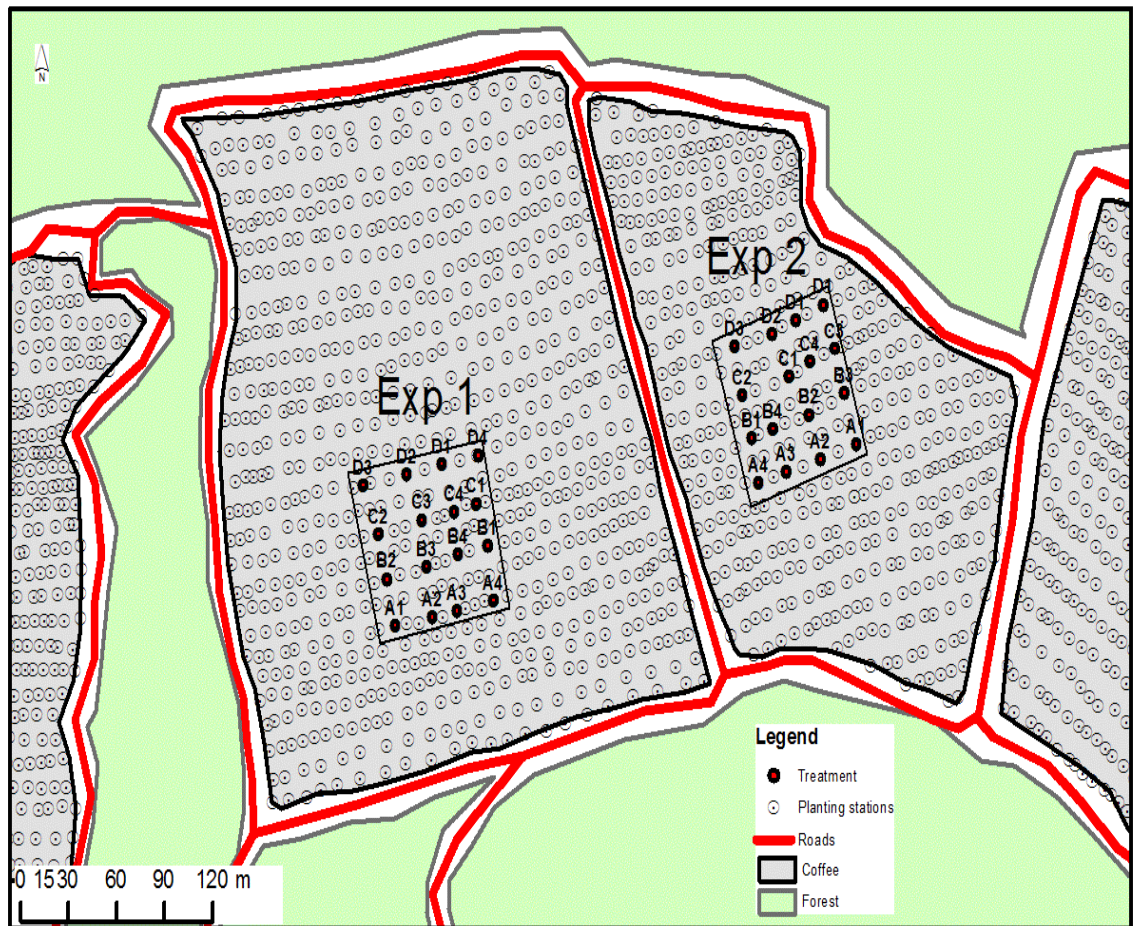 N
Exp 2
D1
D1
D2
D3
C3
C4
C1
C2
B3
B2
B4
B1
A1
A2
A3
A4
Exp 1
D4
D1
D2
D3
C1
C4
C3
C2
B1
B4
B3
B2
A4
A3
A2
A1
Legend
Treatment
Planting stations
Roads
Coffee
Forest
0 15 30 60 90 120 m